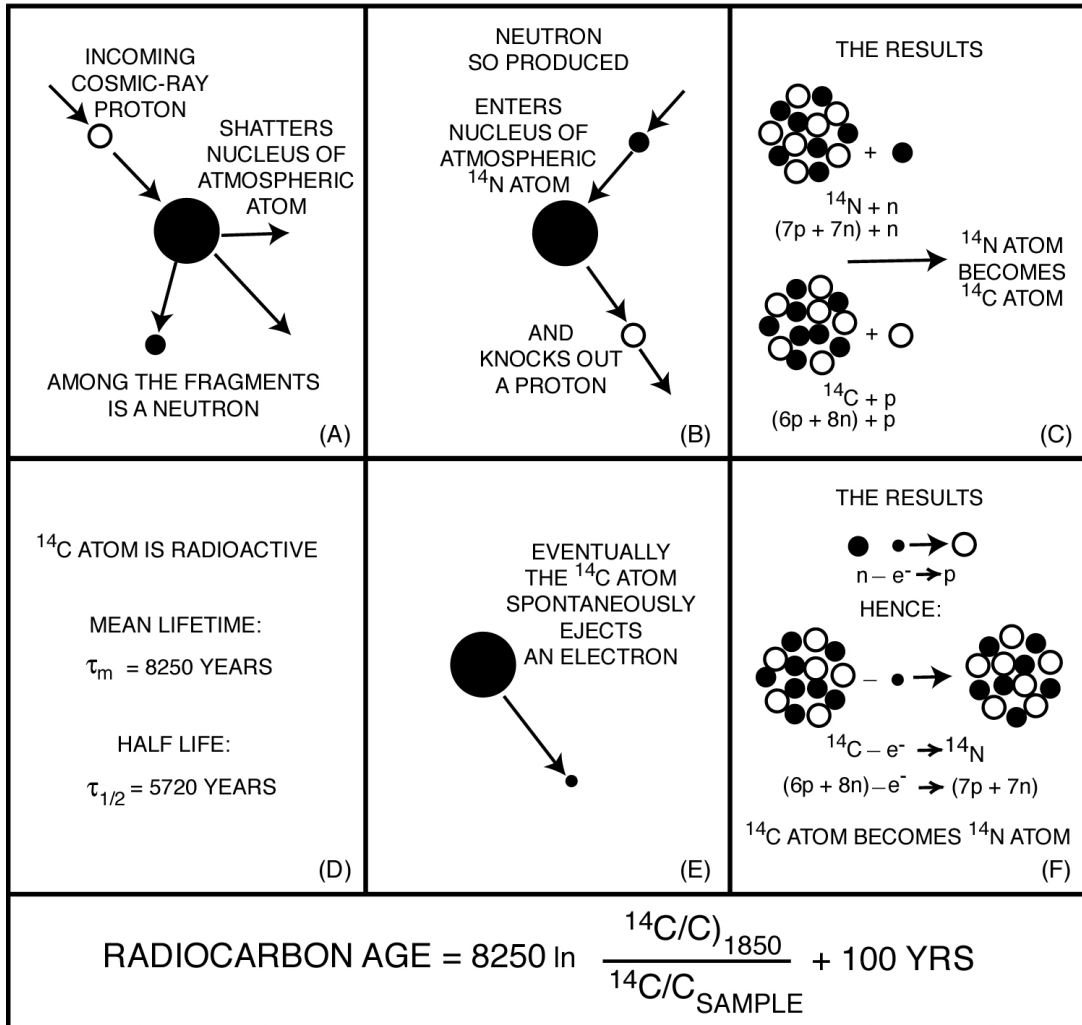 INCOMING
COSMIC-RAY
PROTON
SHATTERS
NUCLEUS OF
ATMOSPHERIC
ATOM
AMONG THE FRAGMENTS
IS A NEUTRON
(A)
NEUTRON
SO PRODUCED
ENTERS
NUCLEUS OF
ATMOSPHERIC
¹⁴N ATOM
AND
KNOCKS OUT
A PROTON
(B)
THE RESULTS
+
¹⁴N + n
(7p + 7n) + n
¹⁴N ATOM
BECOMES
¹⁴C ATOM
+
¹⁴C + p
(6p + 8n) + p
(C)
¹⁴C ATOM IS RADIOACTIVE
MEAN LIFETIME:
τm = 8250 YEARS
HALF LIFE:
τ1/2 = 5720 YEARS
(D)
EVENTUALLY
THE ¹⁴C ATOM
SPONTANEOUSLY
EJECTS
AN ELECTRON
(E)
THE RESULTS
n – e⁻ → p
HENCE:
–
¹⁴C – e⁻ → ¹⁴N
(6p + 8n) – e⁻ → (7p + 7n)
¹⁴C ATOM BECOMES ¹⁴N ATOM
(F)
¹⁴C/C)1850
RADIOCARBON AGE = 8250 ln + 100 YRS
¹⁴C/CSAMPLE